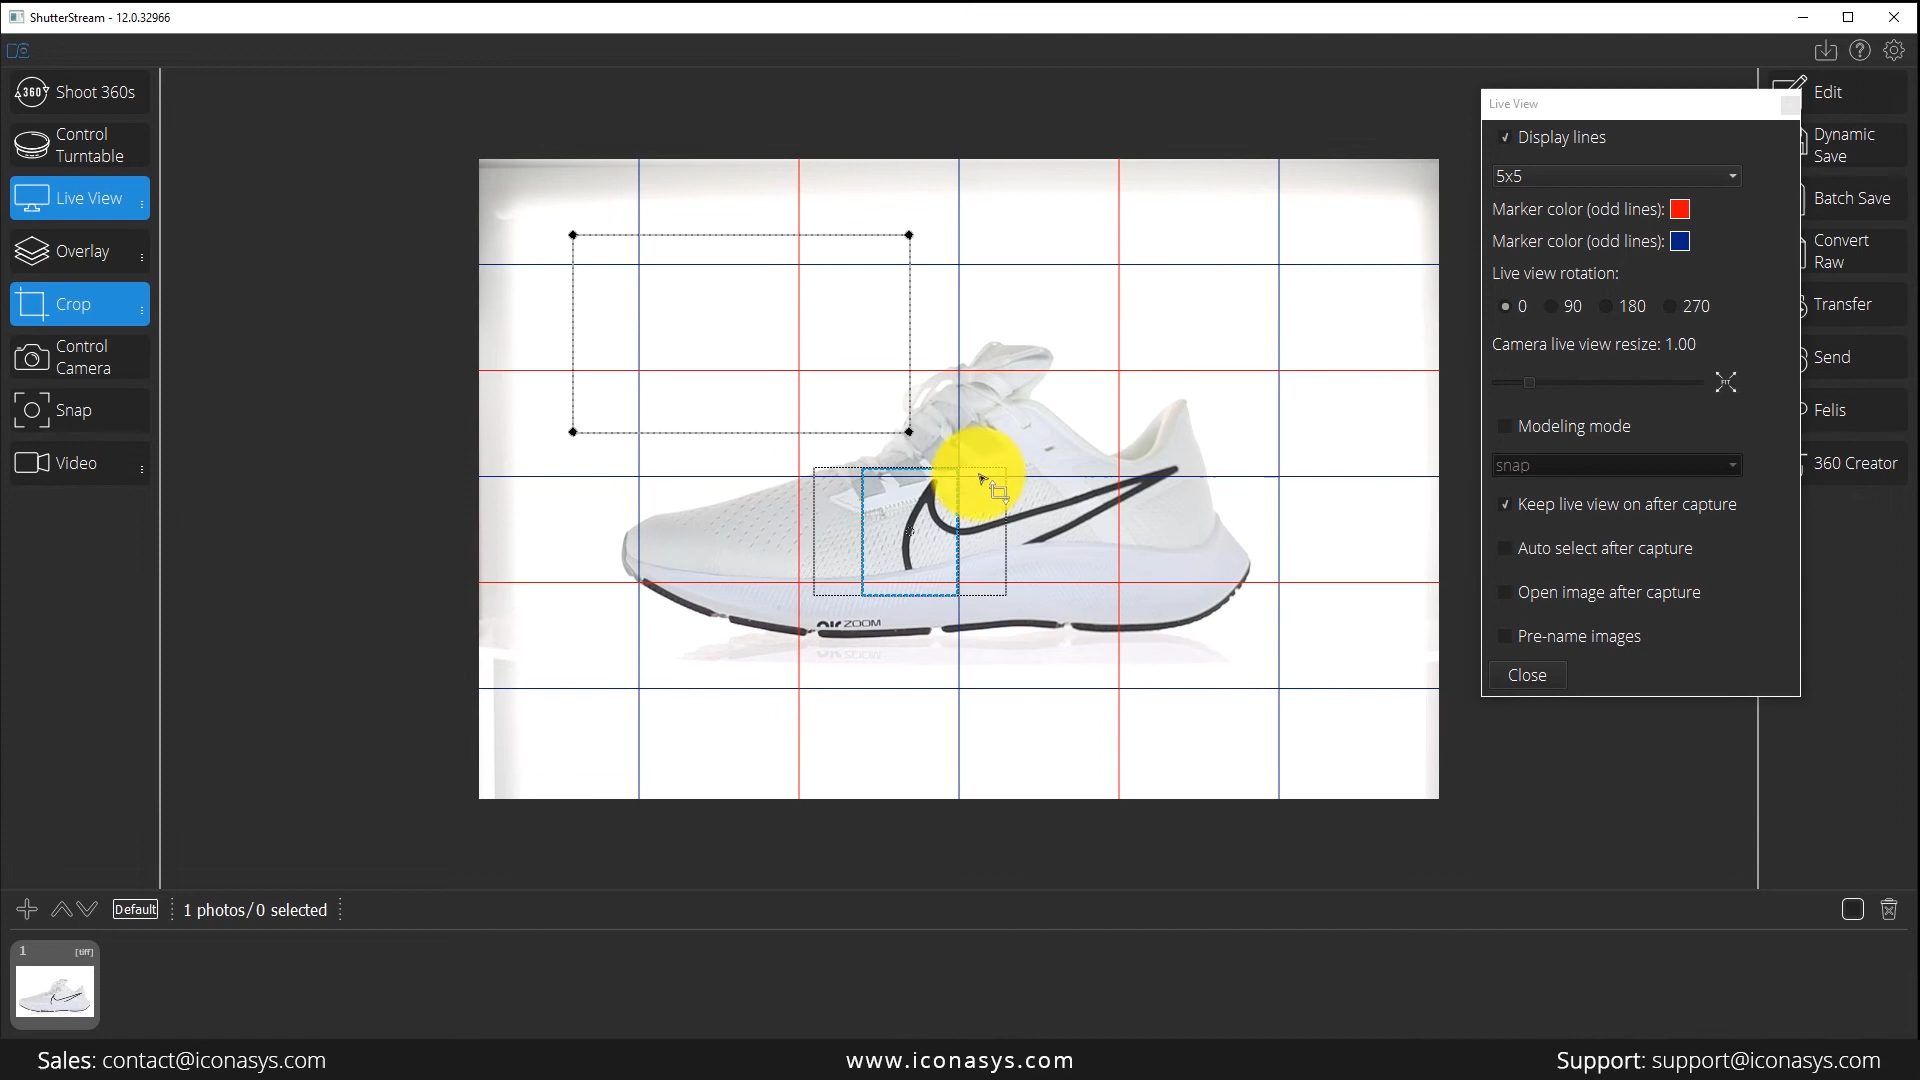 ShutterStream - 12.0.32966
Shoot 360s
Control
Turntable
Live View
Overlay
Crop
Control
Camera
Snap
Video
360
AIR ZOOM
Live View
Display lines
5x5
Marker color (odd lines):
Marker color (odd lines):
Live view rotation:
0 90 180 270
Camera live view resize: 1.00
FIT
Modeling mode
snap
Keep live view on after capture
Auto select after capture
Open image after capture
Pre-name images
Close
Edit
Dynamic
Save
Batch Save
Convert
Raw
Transfer
Send
Felis
360 Creator
Default
1 photos/0 selected
1 [tiff]
Sales: contact@iconasys.com
www.iconasys.com
Support: support@iconasys.com